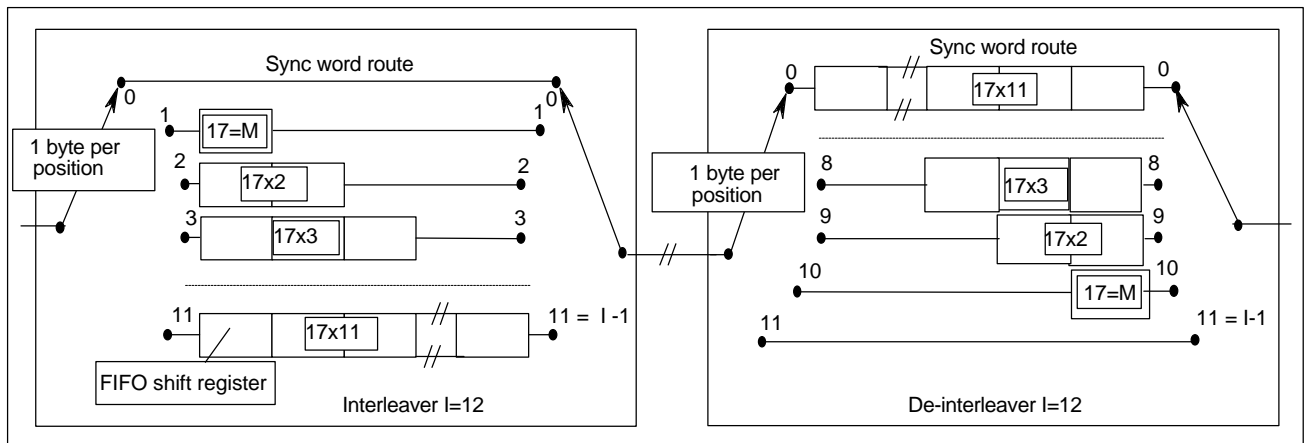 Sync word route
0
0
1
17=M
1
1 byte per
position
2
17x2
2
3
17x3
3
11
17x11
11 = I -1
FIFO shift register
Interleaver I=12
Sync word route
0
17x11
0
1 byte per
position
8
17x3
8
9
17x2
9
10
17=M
10
11
11 = I-1
De-interleaver I=12